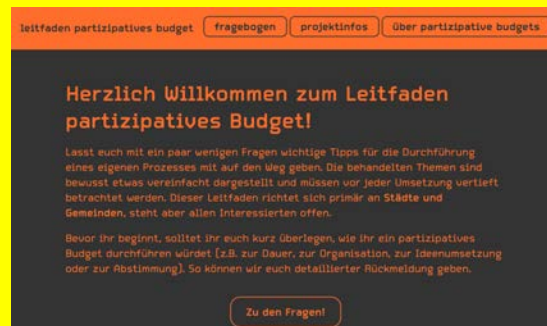 leitfaden partizipatives budget fragebogen projektinfos über partizipative budgets
Herzlich Willkommen zum Leitfaden
partizipatives Budget!
Lasst euch mit ein paar wenigen Fragen wichtige Tipps für die Durchführung
eines eigenen Prozesses mit auf den Weg geben. Die behandelten Themen sind
bewusst etwas vereinfacht dargestellt und müssen vor jeder Umsetzung vertieft
betrachtet werden. Dieser Leitfaden richtet sich primär an Städte und
Gemeinden, steht aber allen Interessierten offen.
Bevor ihr beginnt, solltet ihr euch kurz überlegen, wie ihr ein partizipatives
Budget durchführen würdet (z.B. zur Dauer, zur Organisation, zur Ideenumsetzung
oder zur Abstimmung). So können wir euch detaillierter Rückmeldung geben.
Zu den Fragen!